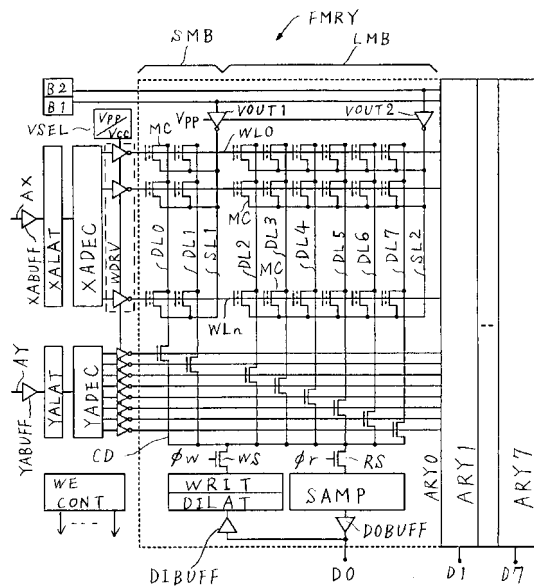 FMRY
SMB
LMB
B2
B1
VPP
VCC
VSEL
VPP
VOUT1
VOUT2
MC
WL0
MC
MC
AX
XABUFF
XALAT
XADEC
WDRV
DL0
DL1
SL1
DL2
DL3
DL4
DL5
DL6
DL7
SL2
WLn
AY
YABUFF
YALAT
YADEC
CD
φw
WS
φr
RS
WE
CONT
WRIT
DILAT
SAMP
DIBUFF
DOBUFF
D0
ARY0
ARY1
ARY7
D1
D7